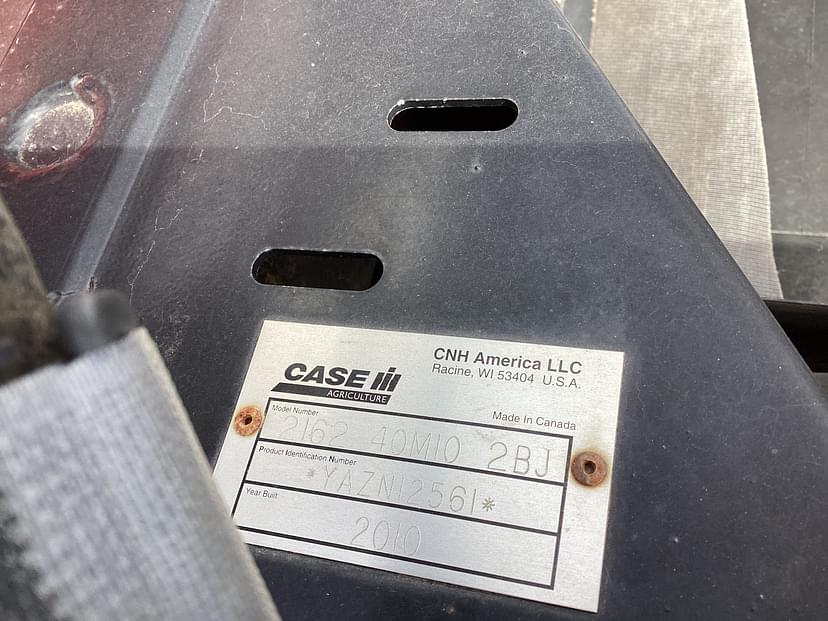 CASE IH
AGRICULTURE
CNH America LLC
Racine, WI 53404 U.S.A.
Made in Canada
Model Number
2162 40M10 2BJ
Product Identification Number
*YAZN12561*
Year Built
2010